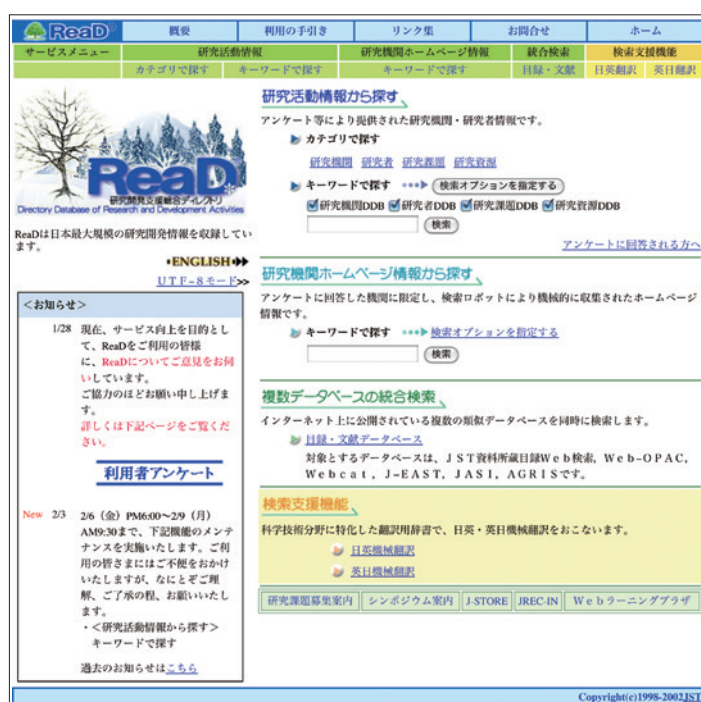 ReaD 概要 利用の手引き リンク集 お問合せ ホーム
サービスメニュー 研究活動情報 研究機関ホームページ情報 統合検索 検索支援機能
カテゴリで探す キーワードで探す キーワードで探す 目録・文献 日英翻訳 英日翻訳
ReaD
研究開発支援総合ディレクトリ
Directory Database of Research and Development Activities
ReaDは日本最大規模の研究開発情報を収録してい
ます。
ENGLISH
UTF-8モード>>
<お知らせ>
1/28 現在、サービス向上を目的とし
て、ReaDをご利用の皆様
に、ReaDについてご意見をお伺
いしています。
ご協力のほどお願い申し上げま
す。
詳しくは下記ページをご覧くだ
さい。
利用者アンケート
New 2/3 2/6（金）PM6:00〜2/9（月）
AM9:30まで、下記機能のメンテ
ナンスを実施いたします。ご利
用の皆さまにはご不便をおかけ
いたしますが、なにとぞご理
解、ご了承の程、お願いいたし
ます。
・<研究活動情報から探す>
キーワードで探す
過去のお知らせはこちら
研究活動情報から探す
アンケート等により提供された研究機関・研究者情報です。
カテゴリで探す
研究機関 研究者 研究課題 研究資源
キーワードで探す 検索オプションを指定する
研究機関DDB 研究者DDB 研究課題DDB 研究資源DDB
検索
アンケートに回答される方へ
研究機関ホームページ情報から探す
アンケートに回答した機関に限定し、検索ロボットにより機械的に収集されたホームページ
情報です。
キーワードで探す 検索オプションを指定する
検索
複数データベースの統合検索
インターネット上に公開されている複数の類似データベースを同時に検索します。
目録・文献データベース
対象とするデータベースは、ＪＳＴ資料所蔵目録Ｗｅｂ検索，Ｗｅｂ−ＯＰＡＣ，
Ｗｅｂｃａｔ，Ｊ−ＥＡＳＴ，ＪＡＳＩ，ＡＧＲＩＳです。
検索支援機能
科学技術分野に特化した翻訳用辞書で、日英・英日機械翻訳をおこないます。
日英機械翻訳
英日機械翻訳
研究課題募集案内 シンポジウム案内 J-STORE JREC-IN Ｗｅｂラーニングプラザ
Copyright(c)1998-2002JST